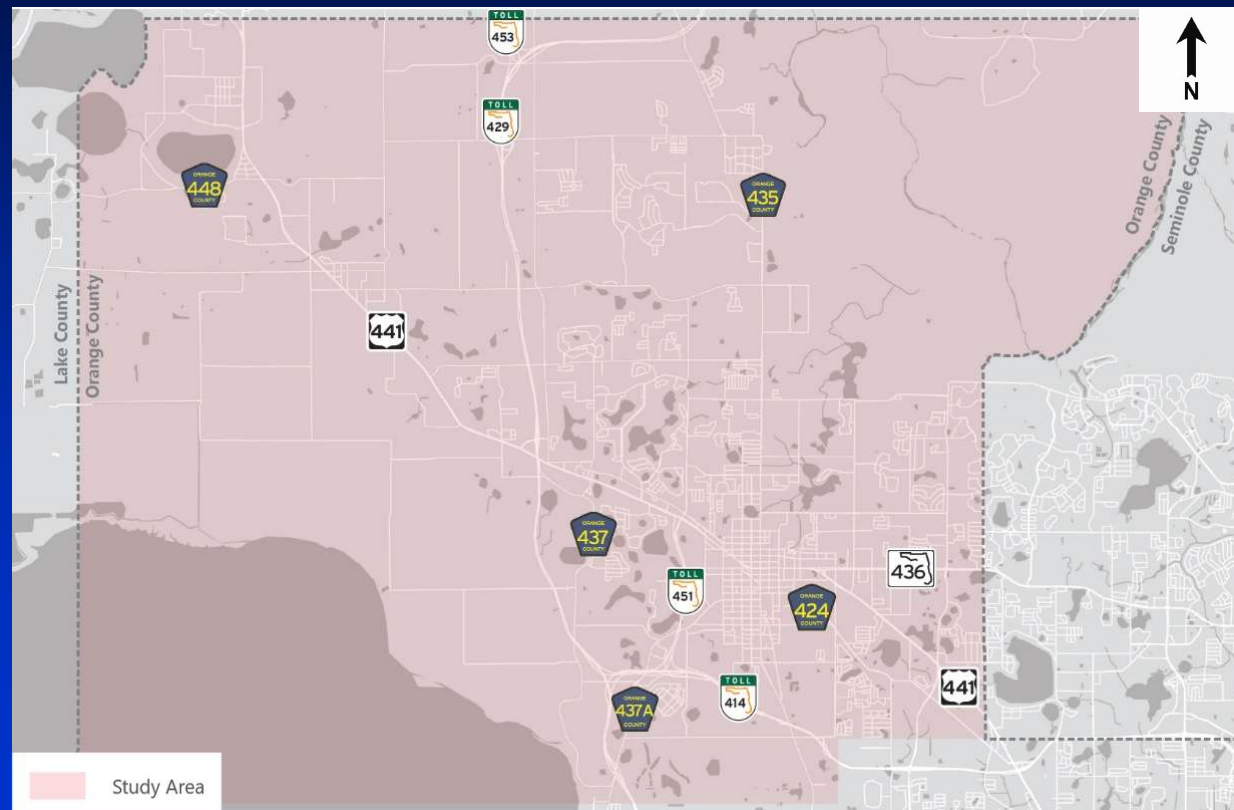 TOLL
453
N
TOLL
429
ORANGE
448
COUNTY
ORANGE
435
COUNTY
Orange County
Seminole County
Lake County
Orange County
441
ORANGE
437
COUNTY
436
TOLL
451
ORANGE
424
COUNTY
ORANGE
437A
COUNTY
TOLL
414
441
Study Area